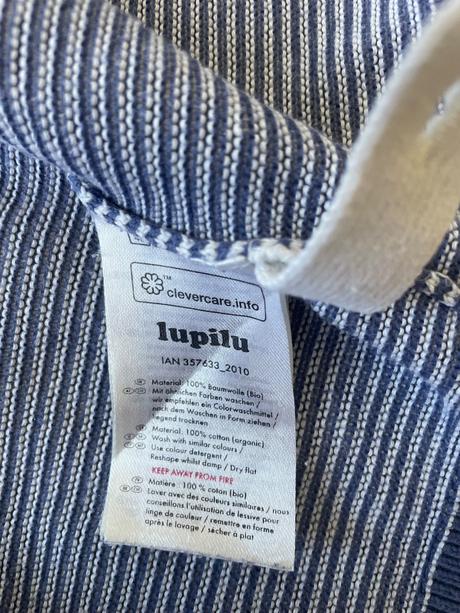 ™
clevercare.info
lupilu
IAN 357633_2010
Material: 100% Baumwolle (Bio)
Mit ähnlichen Farben waschen /
wir empfehlen ein Colorwaschmittel /
nach dem Waschen in Form ziehen /
liegend trocknen
Material: 100% cotton (organic)
Wash with similar colours /
Use colour detergent /
Reshape whilst damp / Dry flat
KEEP AWAY FROM FIRE
Matière : 100 % coton (bio)
Laver avec des couleurs similaires / nous
conseillons l'utilisation de lessive pour
linge de couleur / remettre en forme
après le lavage / sécher à plat